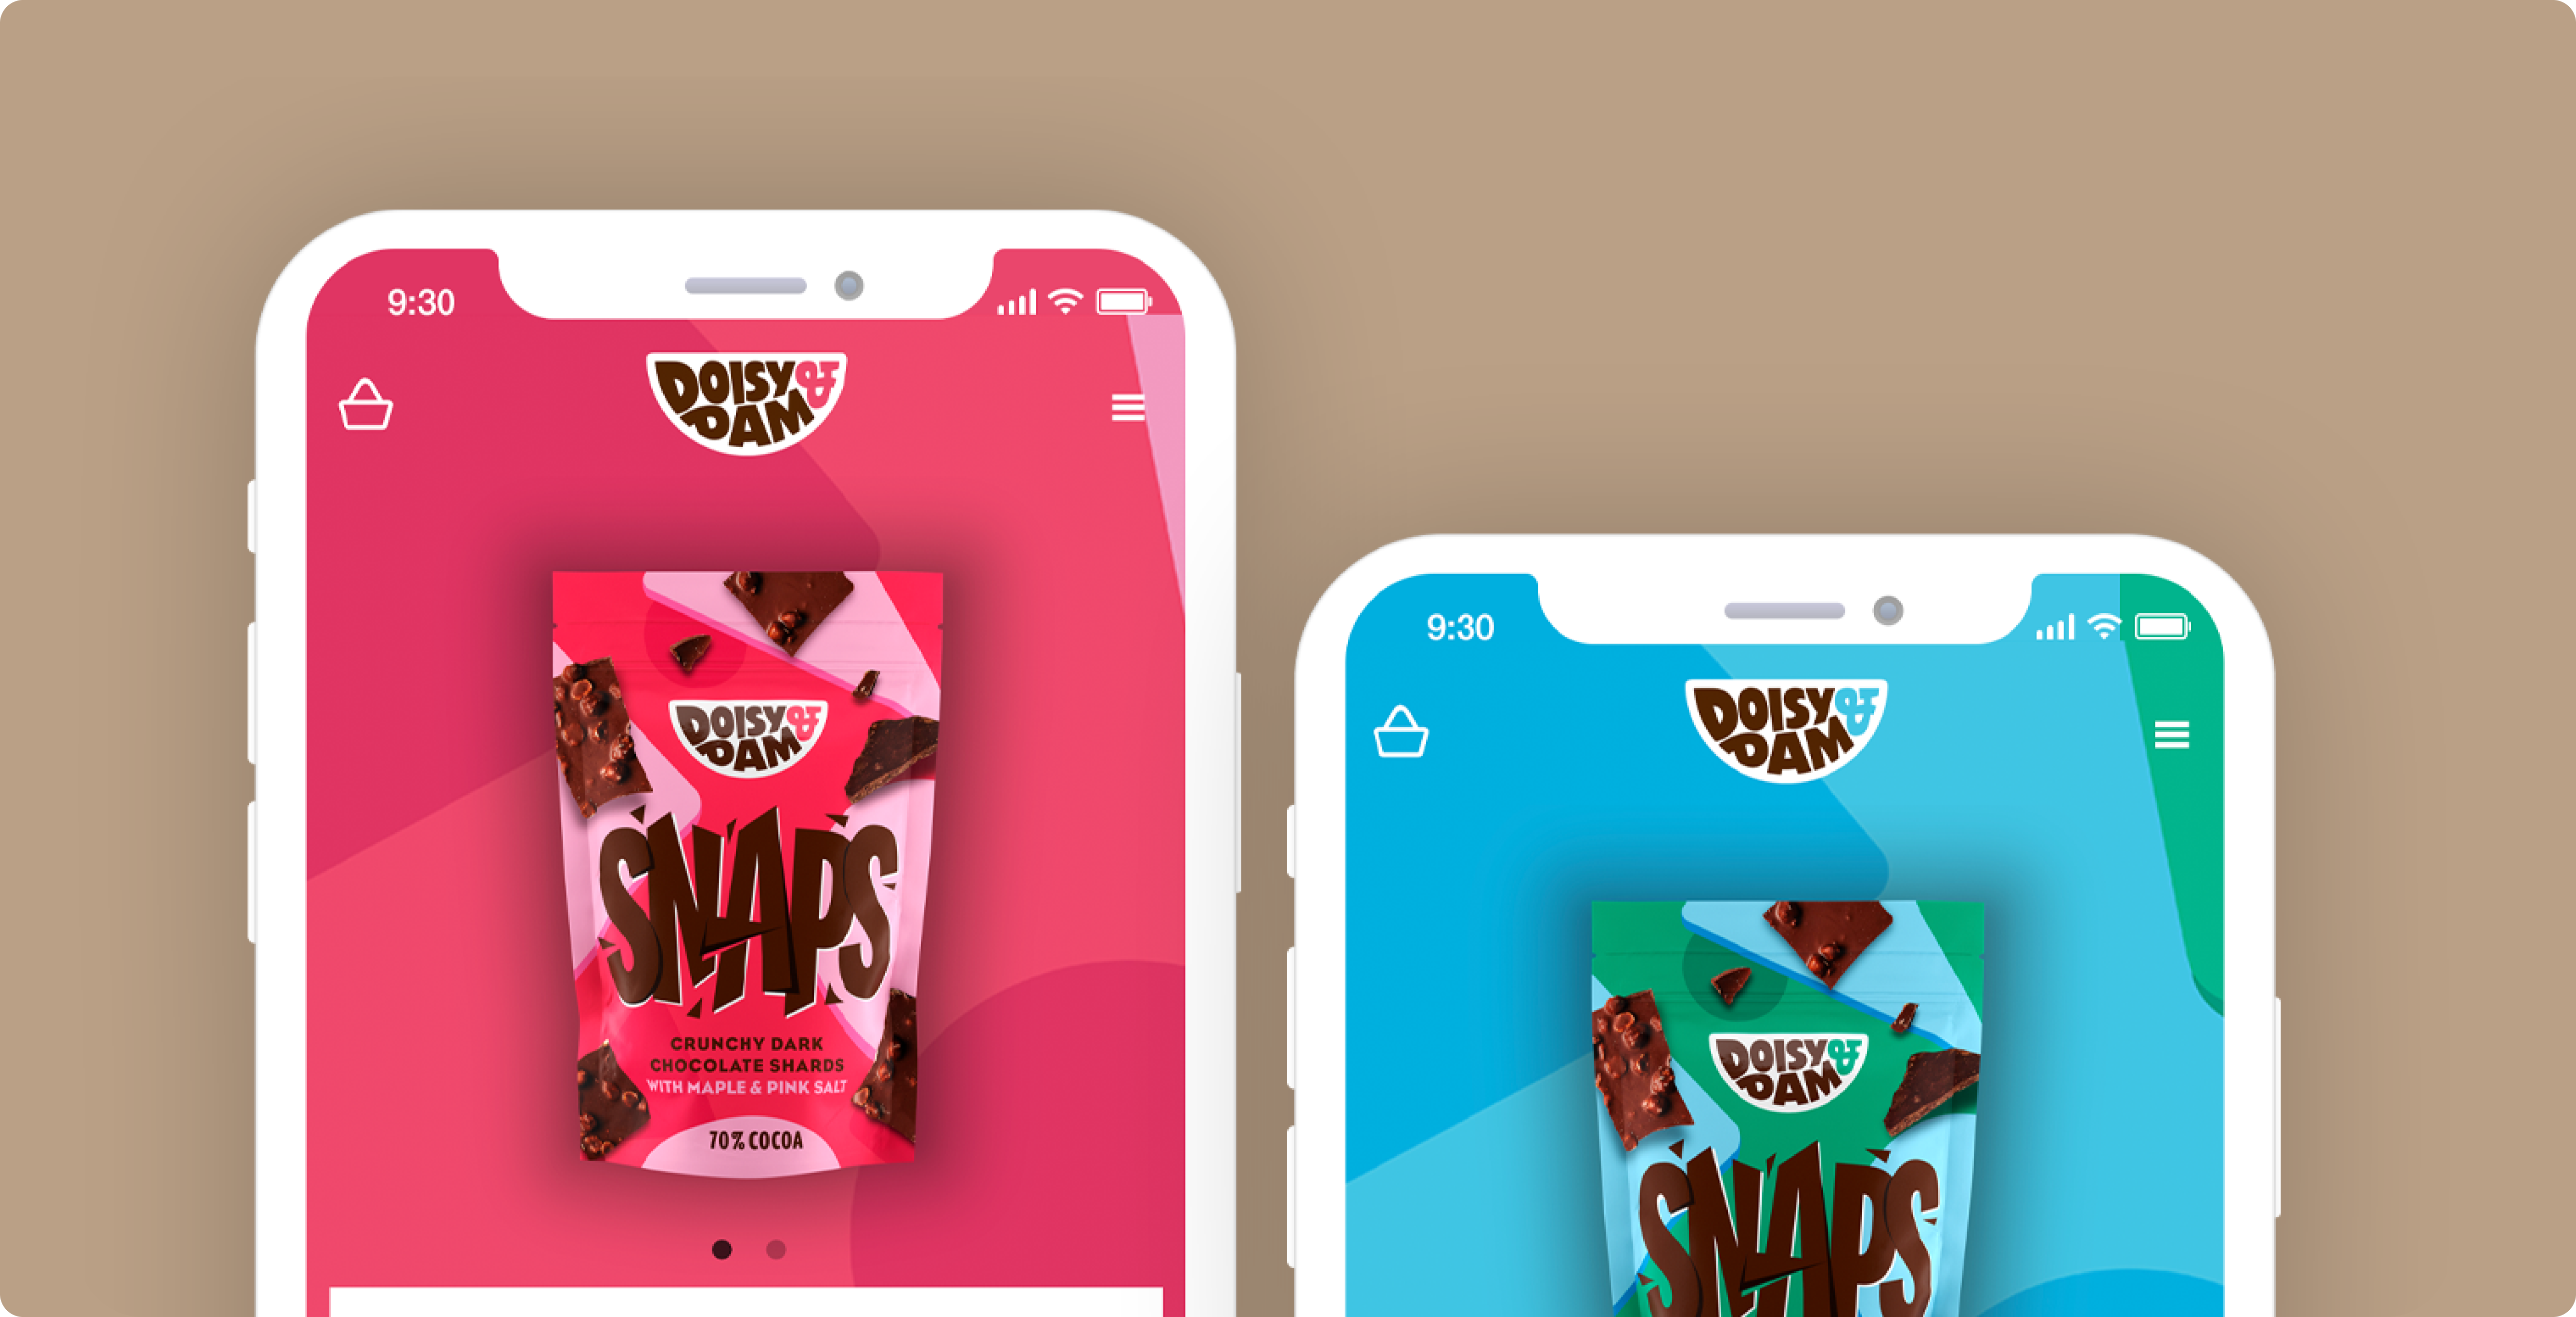 9:30
DOISY &
DAM
DOISY &
DAM
SNAPS
CRUNCHY DARK
CHOCOLATE SHARDS
WITH MAPLE & PINK SALT
70% COCOA
9:30
DOISY &
DAM
DOISY &
DAM
SNAPS